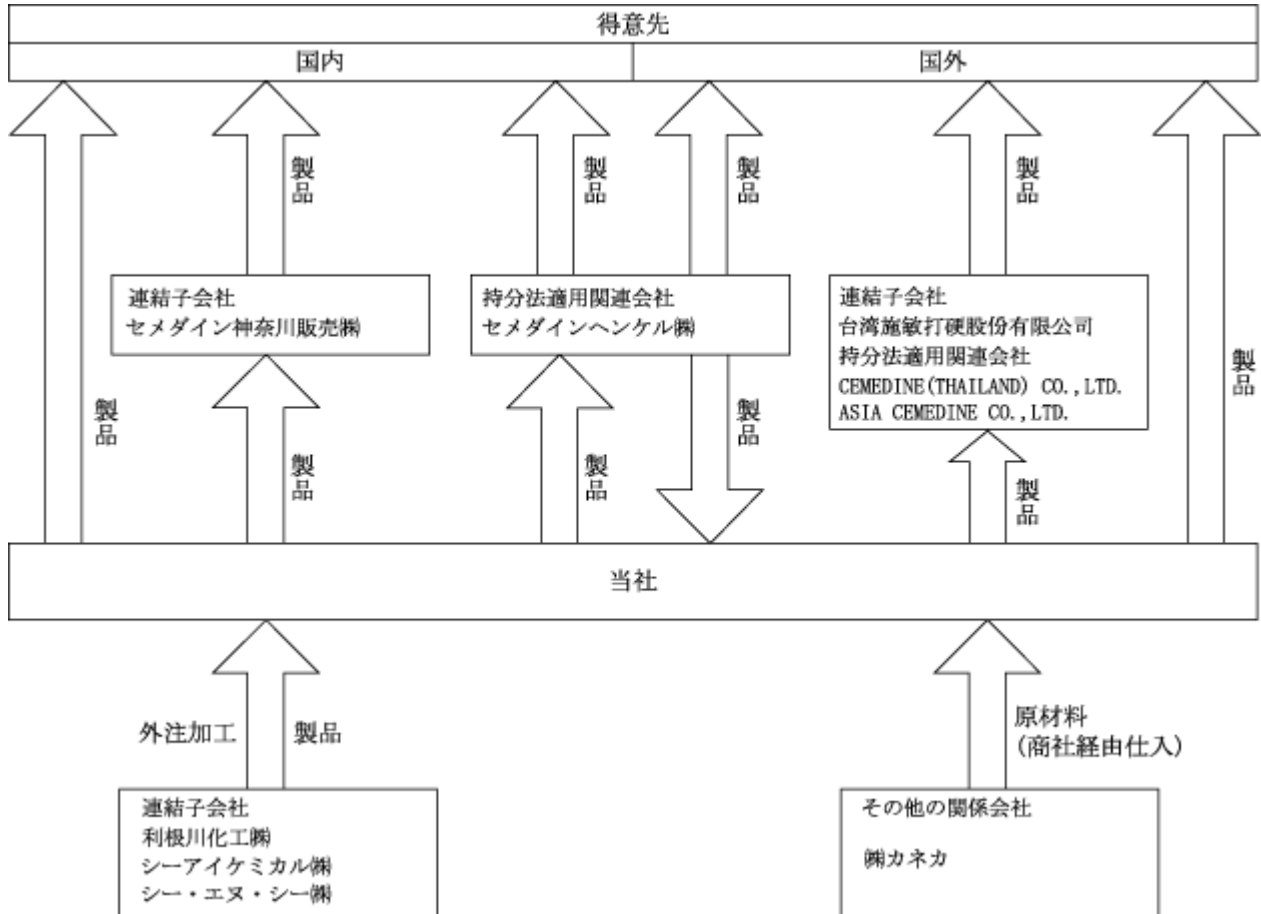 得意先
国内
国外
製品
製品
製品
製品
連結子会社
セメダイン神奈川販売㈱
持分法適用関連会社
セメダインヘンケル㈱
連結子会社
台湾施敏打硬股份有限公司
持分法適用関連会社
CEMEDINE(THAILAND) CO.,LTD.
ASIA CEMEDINE CO.,LTD.
製品
製品
製品
製品
製品
製品
当社
外注加工
製品
原材料
(商社経由仕入)
連結子会社
利根川化工㈱
シーアイケミカル㈱
シー・エヌ・シー㈱
その他の関係会社
㈱カネカ